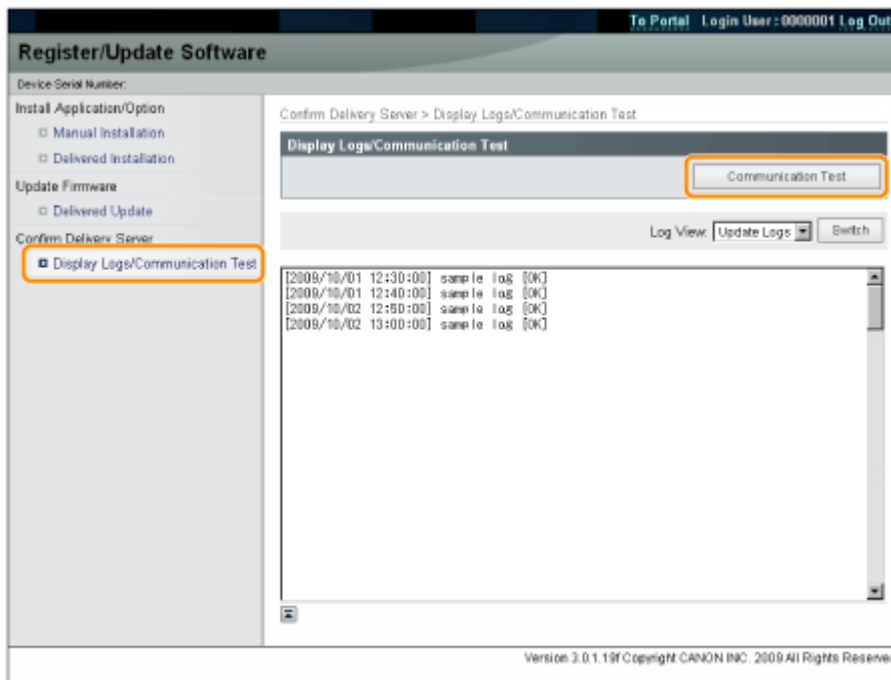 To Portal Login User : 0000001 Log Out
Register/Update Software
Device Serial Number:
Install Application/Option
Manual Installation
Delivered Installation
Update Firmware
Delivered Update
Confirm Delivery Server
Display Logs/Communication Test
Confirm Delivery Server > Display Logs/Communication Test
Display Logs/Communication Test
Communication Test
Log View: Update Logs Switch
[2009/10/01 12:30:00] sample log [OK]
[2009/10/01 12:40:00] sample log [OK]
[2009/10/02 12:50:00] sample log [OK]
[2009/10/02 13:00:00] sample log [OK]
Version 3.0.1.19f Copyright CANON INC. 2009 All Rights Reserve